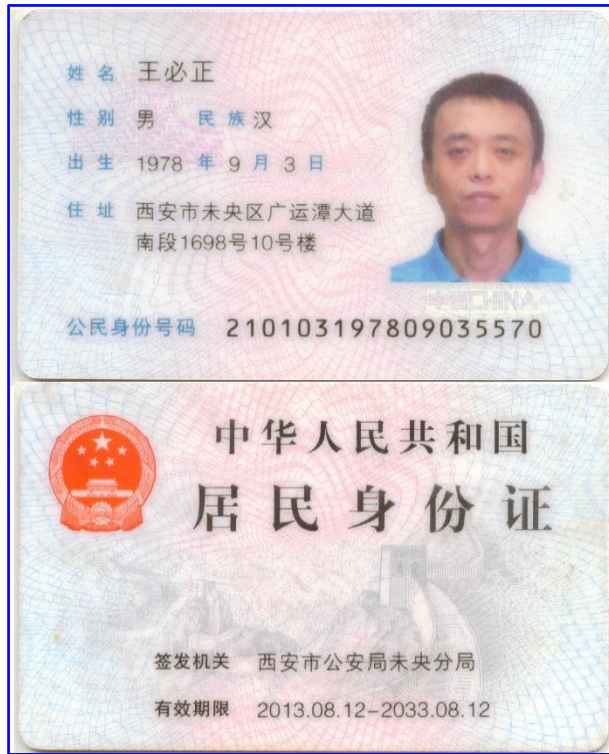 姓名 王必正
性别 男 民族 汉
出生 1978 年 9 月 3 日
住址 西安市未央区广运潭大道
南段1698号10号楼
公民身份号码 210103197809035570
中华人民共和国
居民身份证
签发机关 西安市公安局未央分局
有效期限 2013.08.12-2033.08.12